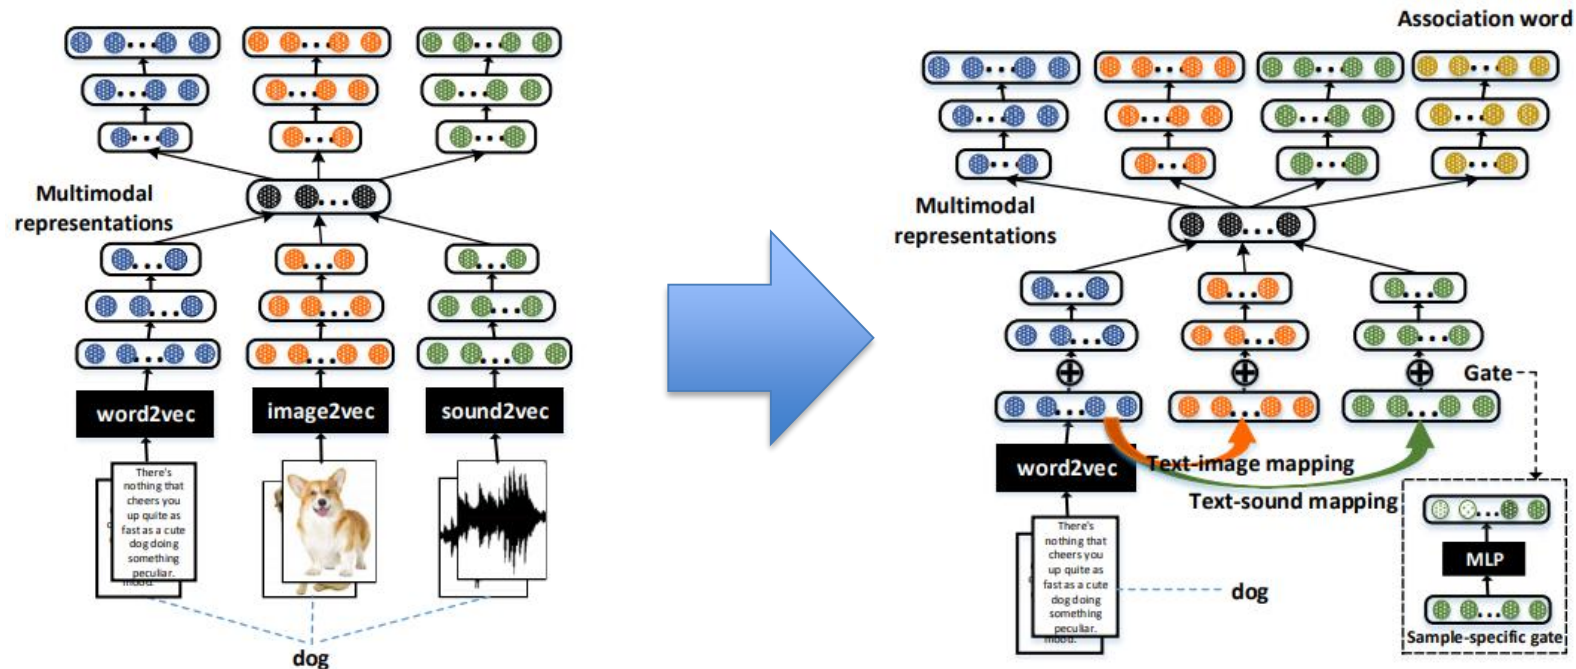 Multimodal
representations
word2vec
image2vec
sound2vec
There's
nothing that
cheers you
up quite as
fast as a cute
dog doing
something
peculiar.
mood.
dog
Association word
Multimodal
representations
Gate
word2vec
Text-image mapping
Text-sound mapping
There's
nothing that
cheers you
up quite as
fast as a cute
dog doing
something
peculiar.
mood.
dog
MLP
Sample-specific gate